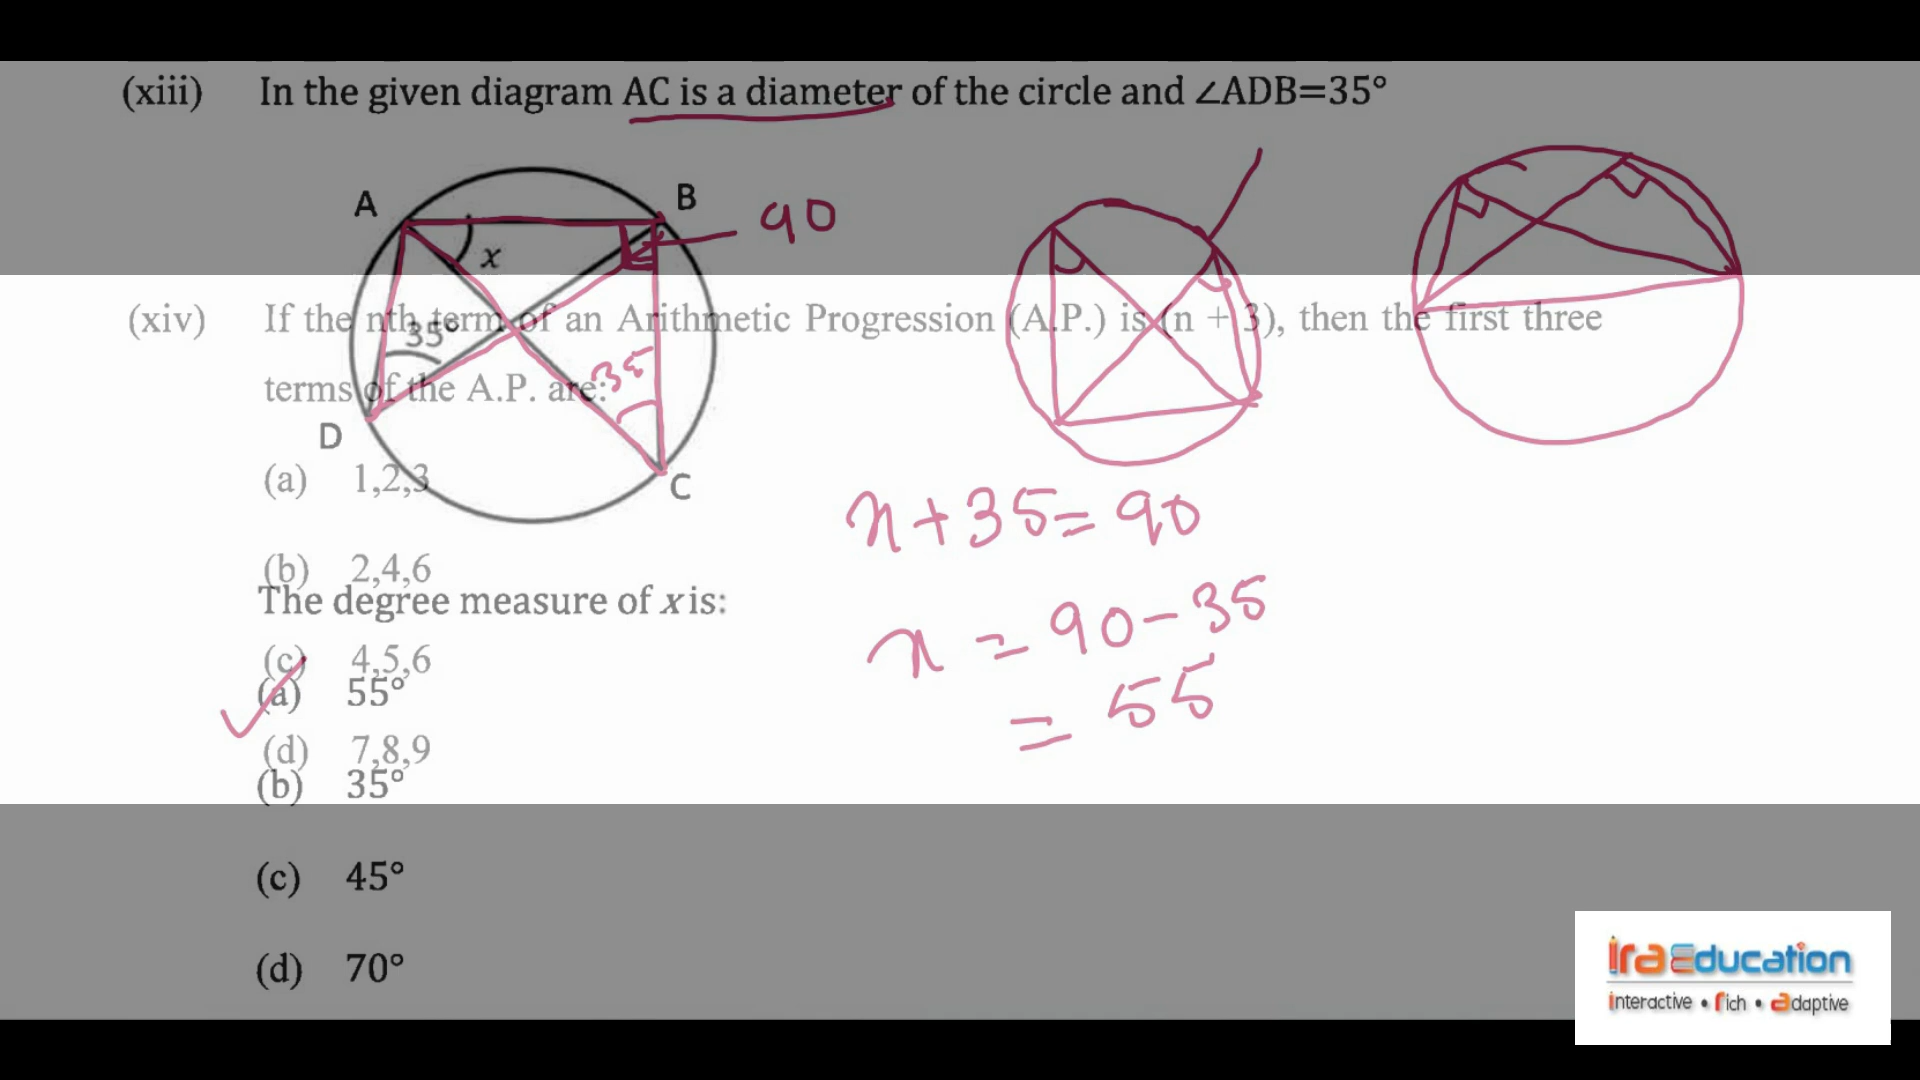 (xiii) In the given diagram AC is a diameter of the circle and ∠ADB=35°
A
B
90
x
(xiv) If the nth term of an Arithmetic Progression (A.P.) is (n + 3), then the first three
35°
terms of the A.P. are:
35
D
(a) 1,2,3
C
x+35=90
(b) 2,4,6
The degree measure of x is:
x = 90-35
(c) 4,5,6
(a) 55°
= 55
(d) 7,8,9
(b) 35°
(c) 45°
(d) 70°
iraEducation
interactive • rich • adaptive